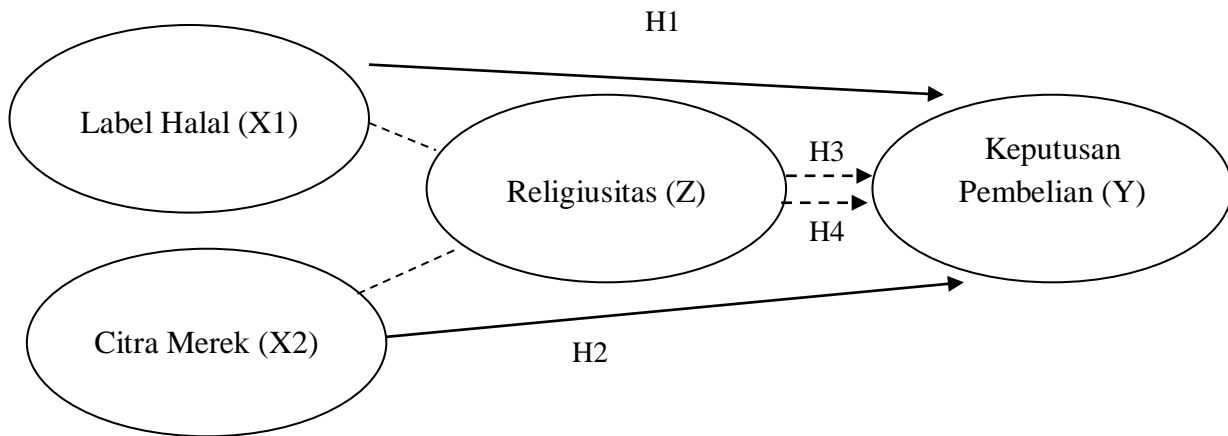 H1
Label Halal (X1)
Religiusitas (Z)
H3
H4
Keputusan
Pembelian (Y)
Citra Merek (X2)
H2